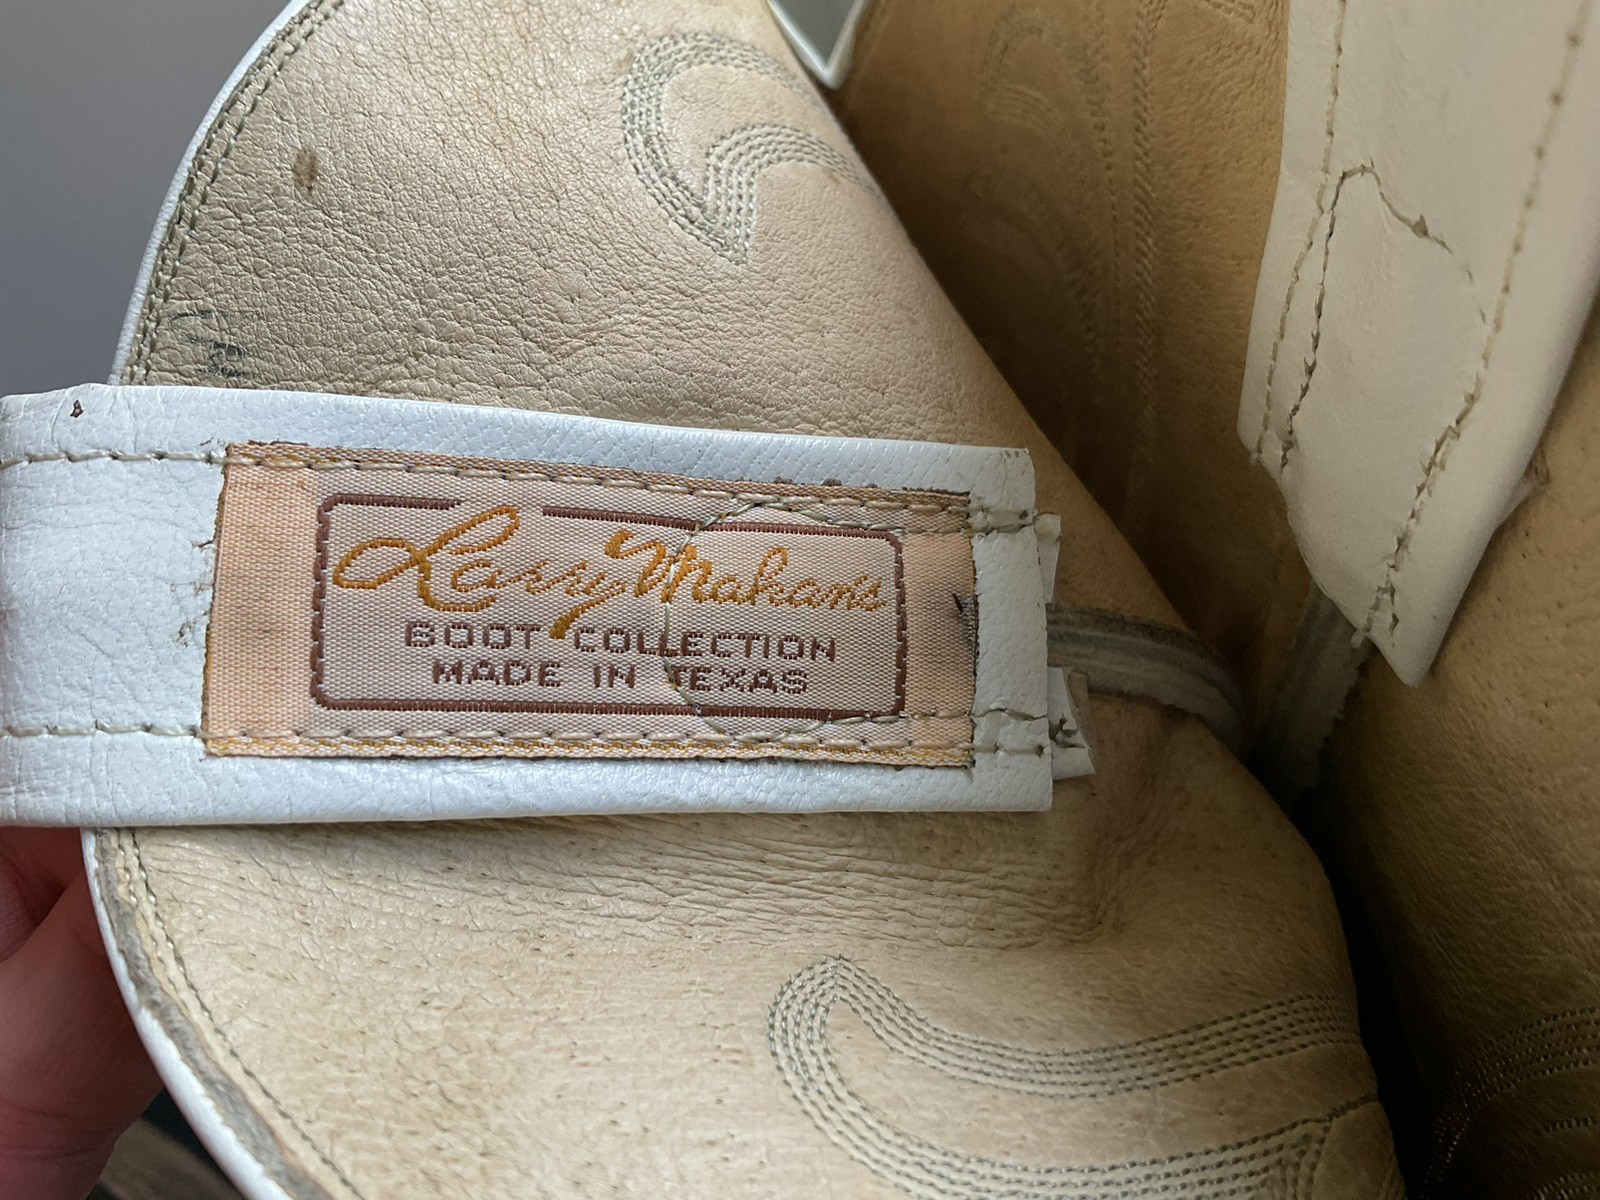 Larry Mahan's
BOOT COLLECTION
MADE IN TEXAS